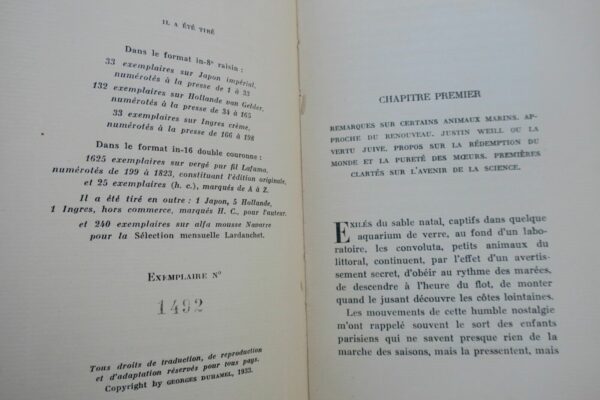 IL A ÉTÉ TIRÉ
Dans le format in-8º raisin :
33 exemplaires sur Japon impérial,
numérotés à la presse de 1 à 33
132 exemplaires sur Hollande van Gelder,
numérotés à la presse de 34 à 165
33 exemplaires sur Ingres crème,
numérotés à la presse de 166 à 198
Dans le format in-16 double couronne :
1625 exemplaires sur vergé pur fil Lafuma,
numérotés de 199 à 1823, constituant l'édition originale,
et 25 exemplaires (h. c.), marqués de A à Z.
Il a été tiré en outre : 1 Japon, 5 Hollande,
1 Ingres, hors commerce, marqués H. C., pour l'auteur.
et 240 exemplaires sur alfa mousse Navarre
pour la Sélection mensuelle Lardanchet.
EXEMPLAIRE Nº
1492
Tous droits de traduction, de reproduction
et d'adaptation réservés pour tous pays.
Copyright by GEORGES DUHAMEL, 1933.
CHAPITRE PREMIER
REMARQUES SUR CERTAINS ANIMAUX MARINS. AP-
PROCHE DU RENOUVEAU. JUSTIN WEILL OU LA
VERTU JUIVE. PROPOS SUR LA RÉDEMPTION DU
MONDE ET LA PURETÉ DES MŒURS. PREMIÈRES
CLARTÉS SUR L'AVENIR DE LA SCIENCE.
EXILÉS du sable natal, captifs dans quelque
aquarium de verre, au fond d'un labo-
ratoire, les convoluta, petits animaux du
littoral, continuent, par l'effet d'un avertis-
sement secret, d'obéir au rythme des marées,
de descendre à l'heure du flot, de monter
quand le jusant découvre les côtes lointaines.
Les mouvements de cette humble nostalgie
m'ont rappelé souvent le sort des enfants
parisiens qui ne savent presque rien de la
marche des saisons, mais la pressentent, mais